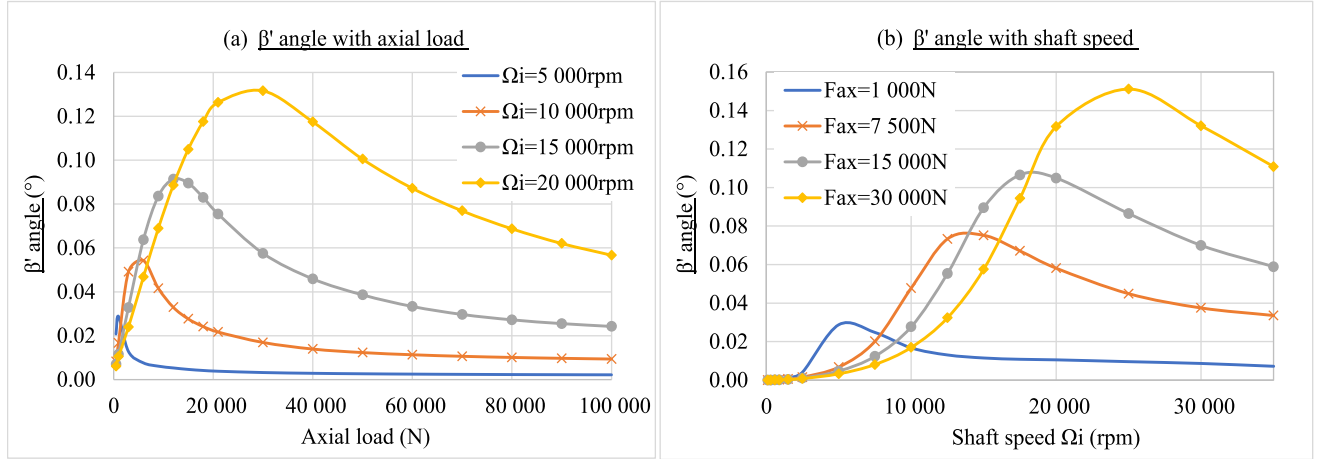 (a) β' angle with axial load
0.14
0.12
0.10
0.08
0.06
0.04
0.02
0.00
β' angle (°)
Ωi=5 000rpm
Ωi=10 000rpm
Ωi=15 000rpm
Ωi=20 000rpm
0
20 000
40 000
60 000
80 000
100 000
Axial load (N)
(b) β' angle with shaft speed
0.16
0.14
0.12
0.10
0.08
0.06
0.04
0.02
0.00
β' angle (°)
Fax=1 000N
Fax=7 500N
Fax=15 000N
Fax=30 000N
0
10 000
20 000
30 000
Shaft speed Ωi (rpm)